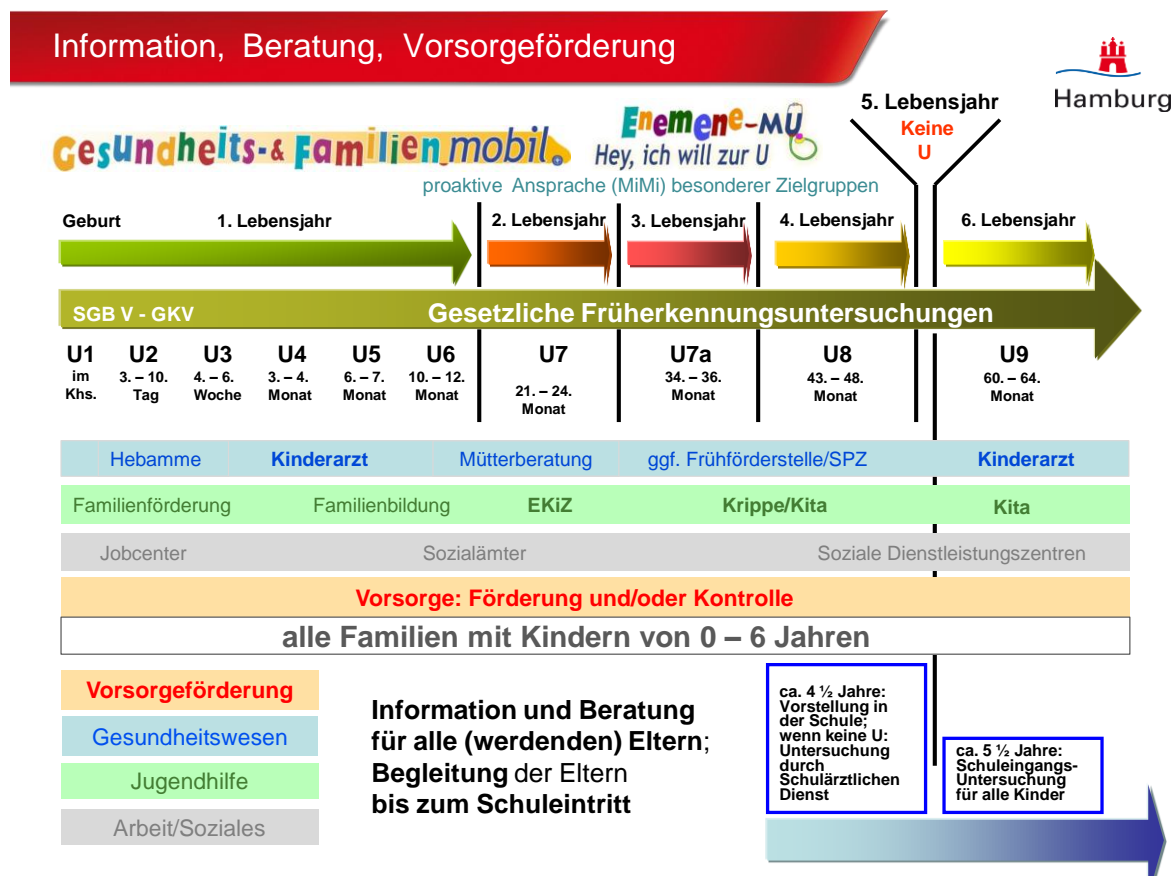 Information, Beratung, Vorsorgeförderung
Hamburg
5. Lebensjahr
Keine
U
Gesundheits-& Familienmobil
Enemene-MU
Hey, ich will zur U
proaktive Ansprache (MiMi) besonderer Zielgruppen
Geburt 1. Lebensjahr 2. Lebensjahr 3. Lebensjahr 4. Lebensjahr 6. Lebensjahr
SGB V - GKV Gesetzliche Früherkennungsuntersuchungen
U1
im
Khs.
U2
3. – 10.
Tag
U3
4. – 6.
Woche
U4
3. – 4.
Monat
U5
6. – 7.
Monat
U6
10. – 12.
Monat
U7
21. – 24.
Monat
U7a
34. – 36.
Monat
U8
43. – 48.
Monat
U9
60. – 64.
Monat
Hebamme Kinderarzt Mütterberatung ggf. Frühförderstelle/SPZ Kinderarzt
Familienförderung Familienbildung EKiZ Krippe/Kita Kita
Jobcenter Sozialämter Soziale Dienstleistungszentren
Vorsorge: Förderung und/oder Kontrolle
alle Familien mit Kindern von 0 – 6 Jahren
Vorsorgeförderung
Gesundheitswesen
Jugendhilfe
Arbeit/Soziales
Information und Beratung
für alle (werdenden) Eltern;
Begleitung der Eltern
bis zum Schuleintritt
ca. 4 ½ Jahre:
Vorstellung in
der Schule;
wenn keine U:
Untersuchung
durch
Schulärztlichen
Dienst
ca. 5 ½ Jahre:
Schuleingangs-
Untersuchung
für alle Kinder